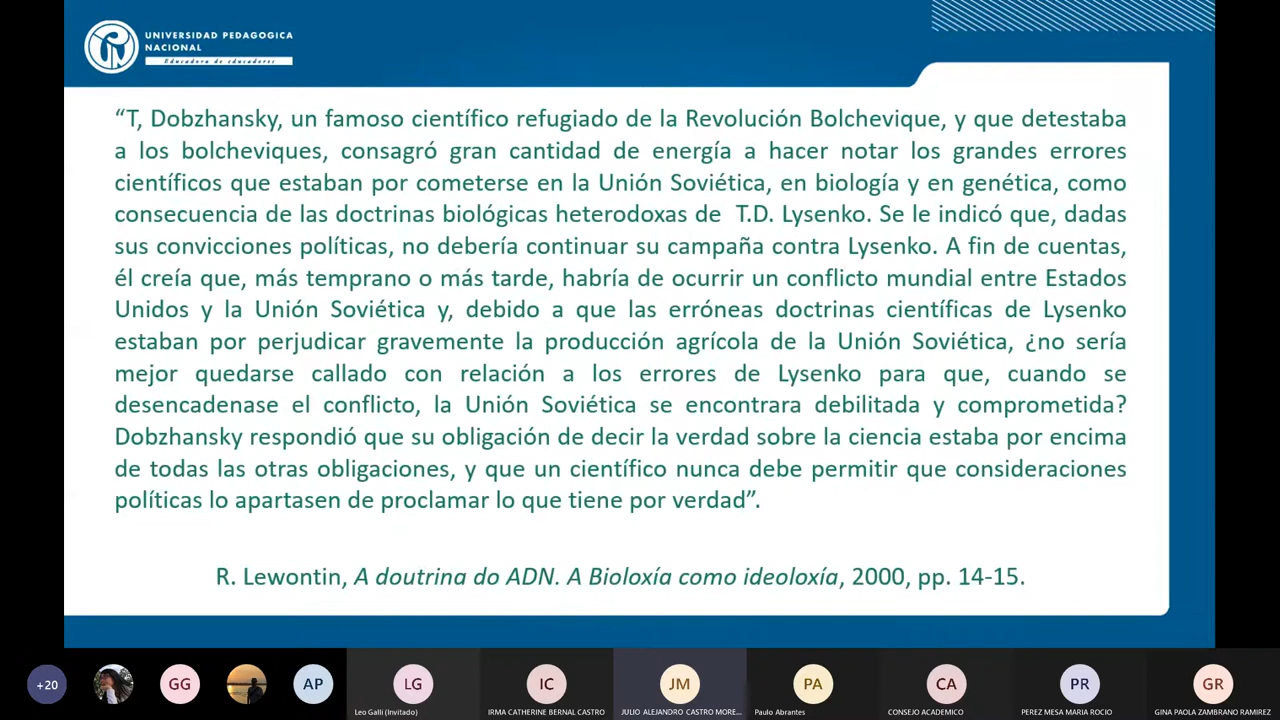 UNIVERSIDAD PEDAGOGICA
NACIONAL
Educadora de educadores
“T, Dobzhansky, un famoso científico refugiado de la Revolución Bolchevique, y que detestaba
a los bolcheviques, consagró gran cantidad de energía a hacer notar los grandes errores
científicos que estaban por cometerse en la Unión Soviética, en biología y en genética, como
consecuencia de las doctrinas biológicas heterodoxas de T.D. Lysenko. Se le indicó que, dadas
sus convicciones políticas, no debería continuar su campaña contra Lysenko. A fin de cuentas,
él creía que, más temprano o más tarde, habría de ocurrir un conflicto mundial entre Estados
Unidos y la Unión Soviética y, debido a que las erróneas doctrinas científicas de Lysenko
estaban por perjudicar gravemente la producción agrícola de la Unión Soviética, ¿no sería
mejor quedarse callado con relación a los errores de Lysenko para que, cuando se
desencadenase el conflicto, la Unión Soviética se encontrara debilitada y comprometida?
Dobzhansky respondió que su obligación de decir la verdad sobre la ciencia estaba por encima
de todas las otras obligaciones, y que un científico nunca debe permitir que consideraciones
políticas lo apartasen de proclamar lo que tiene por verdad”.
R. Lewontin, A doutrina do ADN. A Bioloxía como ideoloxía, 2000, pp. 14-15.
+20
GG
AP
LG
IC
JM
PA
CA
PR
GR
Leo Galli (Invitado)
IRMA CATHERINE BERNAL CASTRO
JULIO ALEJANDRO CASTRO MORE...
Paulo Abrantes
CONSEJO ACADEMICO
PEREZ MESA MARIA ROCIO
GINA PAOLA ZAMBRANO RAMIREZ